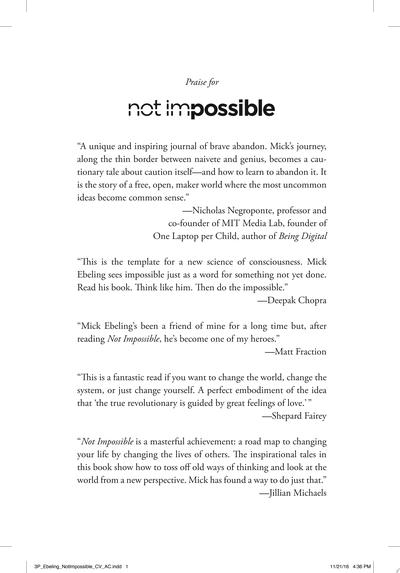 Praise for
not impossible
“A unique and inspiring journal of brave abandon. Mick’s journey,
along the thin border between naivete and genius, becomes a cau-
tionary tale about caution itself—and how to learn to abandon it. It
is the story of a free, open, maker world where the most uncommon
ideas become common sense.”
—Nicholas Negroponte, professor and
co-founder of MIT Media Lab, founder of
One Laptop per Child, author of Being Digital
“This is the template for a new science of consciousness. Mick
Ebeling sees impossible just as a word for something not yet done.
Read his book. Think like him. Then do the impossible.”
—Deepak Chopra
“Mick Ebeling’s been a friend of mine for a long time but, after
reading Not Impossible, he’s become one of my heroes.”
—Matt Fraction
“This is a fantastic read if you want to change the world, change the
system, or just change yourself. A perfect embodiment of the idea
that ‘the true revolutionary is guided by great feelings of love.’ ”
—Shepard Fairey
“Not Impossible is a masterful achievement: a road map to changing
your life by changing the lives of others. The inspirational tales in
this book show how to toss off old ways of thinking and look at the
world from a new perspective. Mick has found a way to do just that.”
—Jillian Michaels
3P_Ebeling_NotImpossible_CV_AC.indd 1 11/21/16 4:36 PM